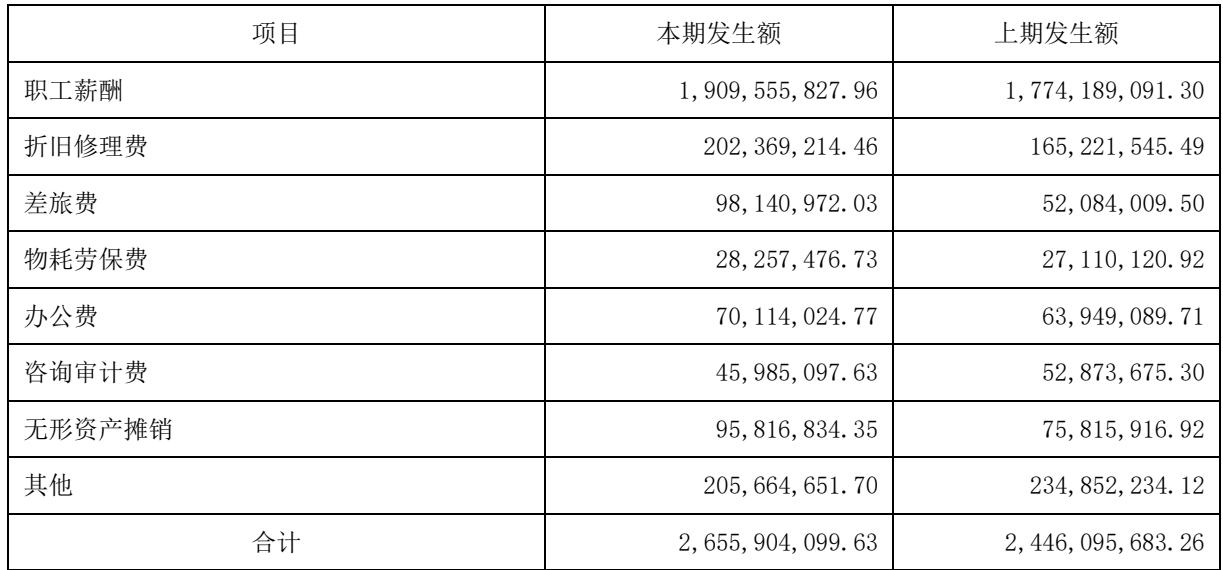 项目 本期发生额 上期发生额
职工薪酬 1,909,555,827.96 1,774,189,091.30
折旧修理费 202,369,214.46 165,221,545.49
差旅费 98,140,972.03 52,084,009.50
物耗劳保费 28,257,476.73 27,110,120.92
办公费 70,114,024.77 63,949,089.71
咨询审计费 45,985,097.63 52,873,675.30
无形资产摊销 95,816,834.35 75,815,916.92
其他 205,664,651.70 234,852,234.12
合计 2,655,904,099.63 2,446,095,683.26